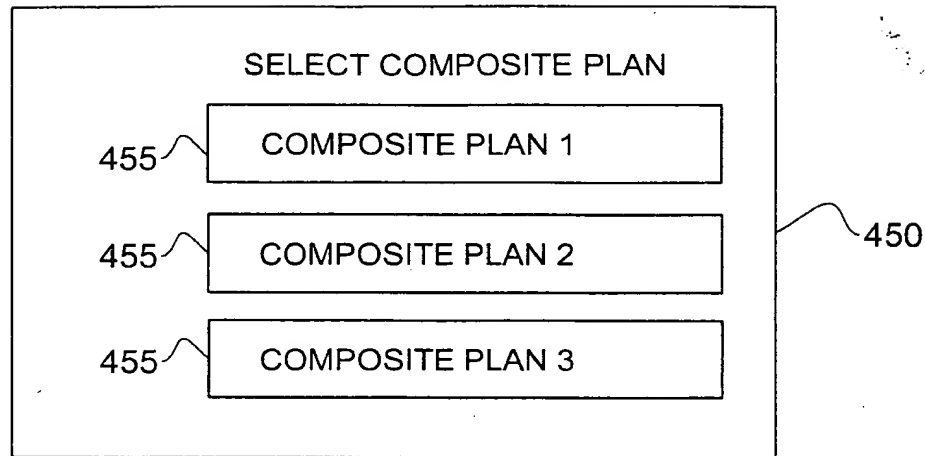 SELECT COMPOSITE PLAN
455 COMPOSITE PLAN 1
450
455 COMPOSITE PLAN 2
455 COMPOSITE PLAN 3